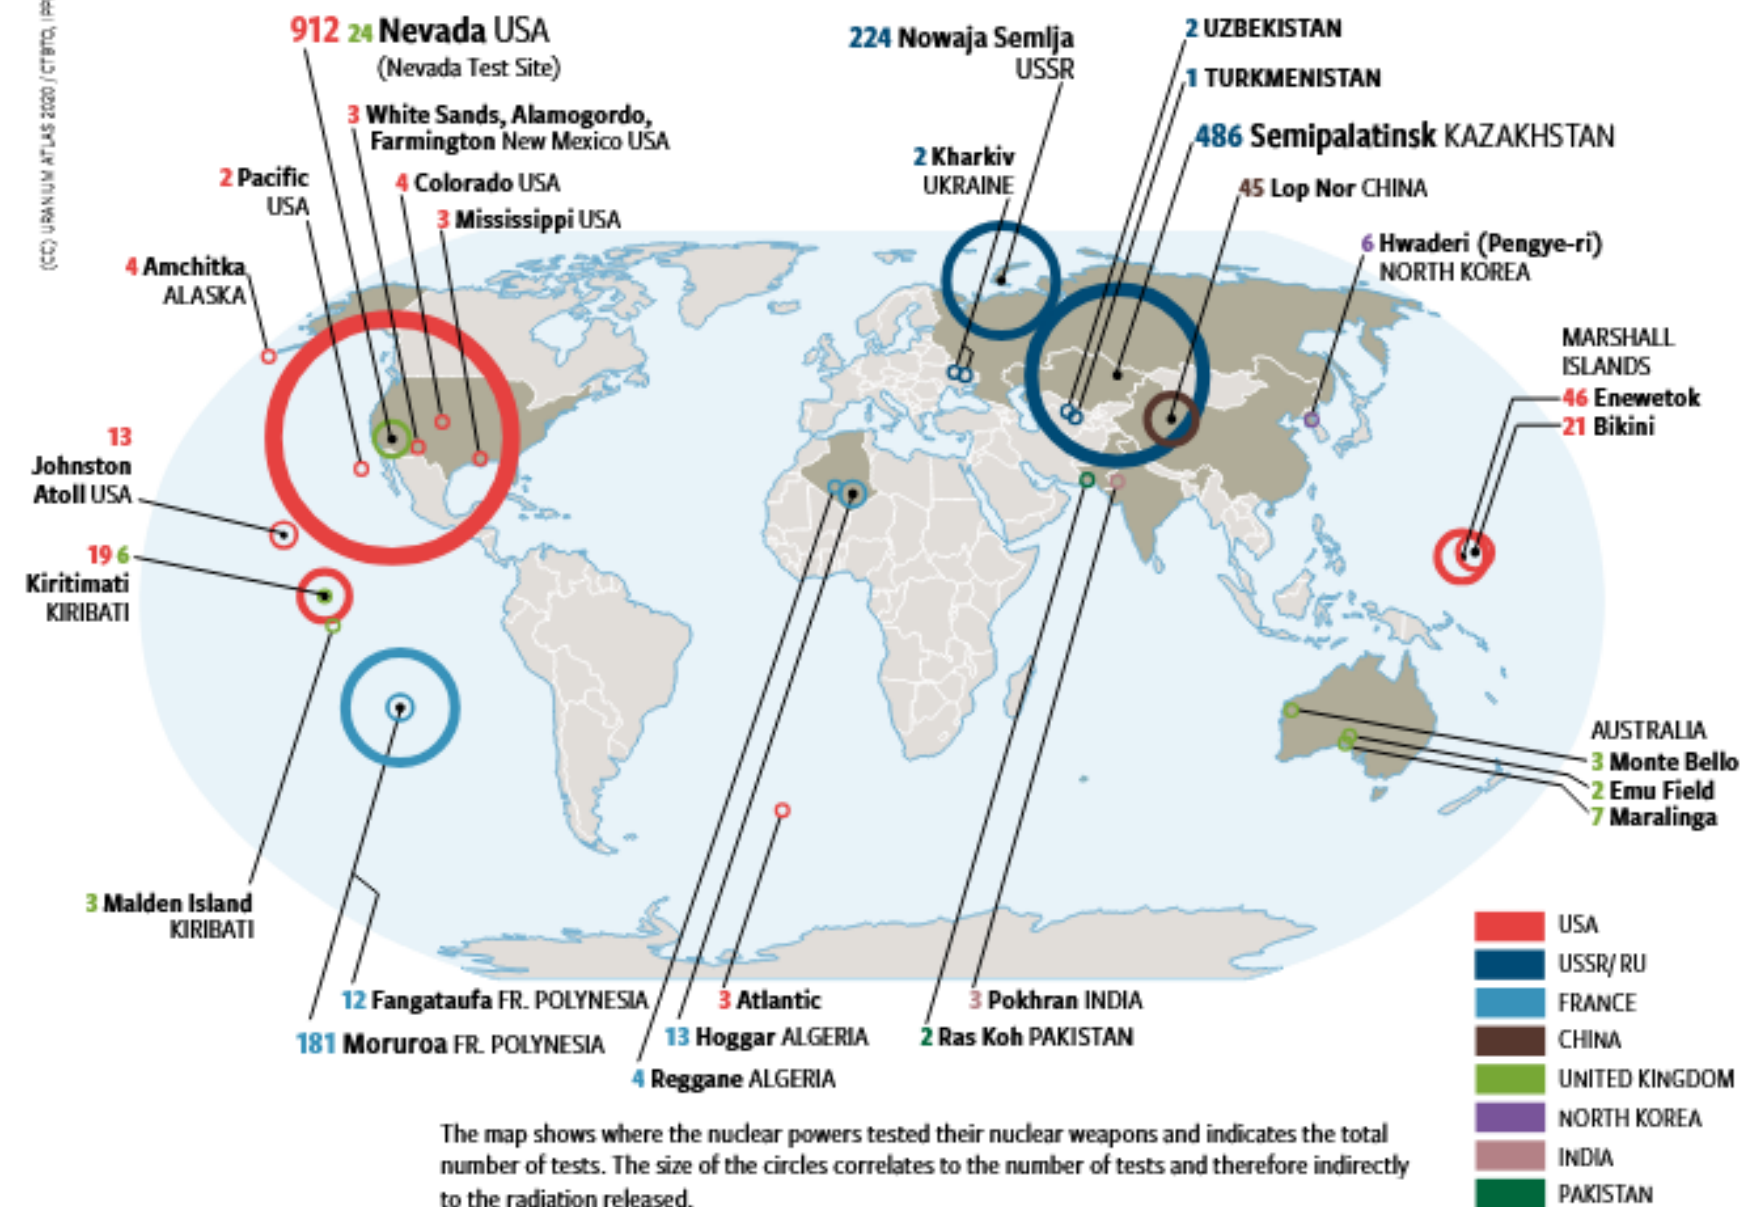 (CC) URANIUM ATLAS 2020 / CTBTO, IPP
912 24 Nevada USA
(Nevada Test Site)
3 White Sands, Alamogordo,
Farmington New Mexico USA
2 Pacific
USA
4 Colorado USA
3 Mississippi USA
4 Amchitka
ALASKA
224 Nowaja Semlja
USSR
2 Kharkiv
UKRAINE
2 UZBEKISTAN
1 TURKMENISTAN
486 Semipalatinsk KAZAKHSTAN
45 Lop Nor CHINA
6 Hwaderi (Pengye-ri)
NORTH KOREA
MARSHALL
ISLANDS
46 Enewetok
21 Bikini
13
Johnston
Atoll USA
19 6
Kiritimati
KIRIBATI
3 Malden Island
KIRIBATI
12 Fangataufa FR. POLYNESIA
181 Moruroa FR. POLYNESIA
3 Atlantic
13 Hoggar ALGERIA
4 Reggane ALGERIA
3 Pokhran INDIA
2 Ras Koh PAKISTAN
AUSTRALIA
3 Monte Bello
2 Emu Field
7 Maralinga
USA
USSR/ RU
FRANCE
CHINA
UNITED KINGDOM
NORTH KOREA
INDIA
PAKISTAN
The map shows where the nuclear powers tested their nuclear weapons and indicates the total
number of tests. The size of the circles correlates to the number of tests and therefore indirectly
to the radiation released.